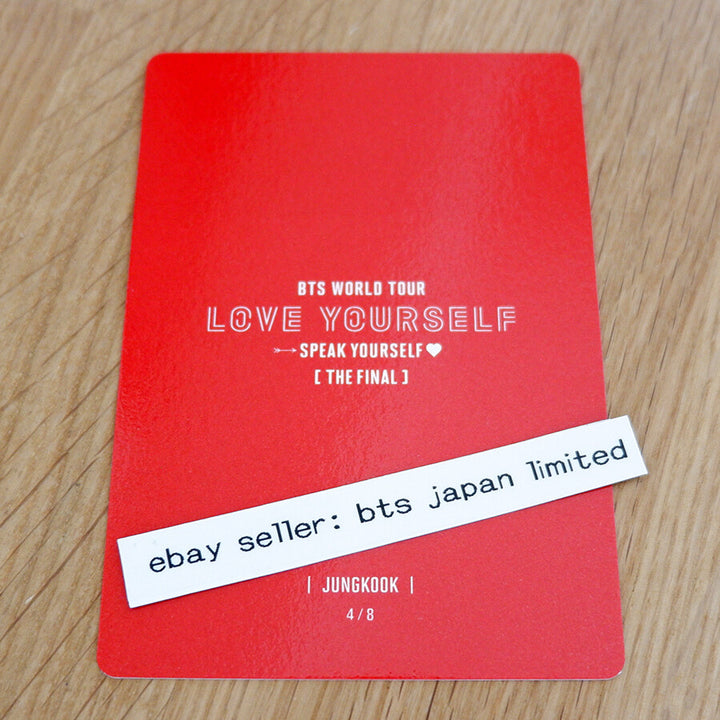 BTS WORLD TOUR
LOVE YOURSELF
SPEAK YOURSELF
[ THE FINAL ]
ebay seller: bts japan limited
| JUNGKOOK |
4 / 8